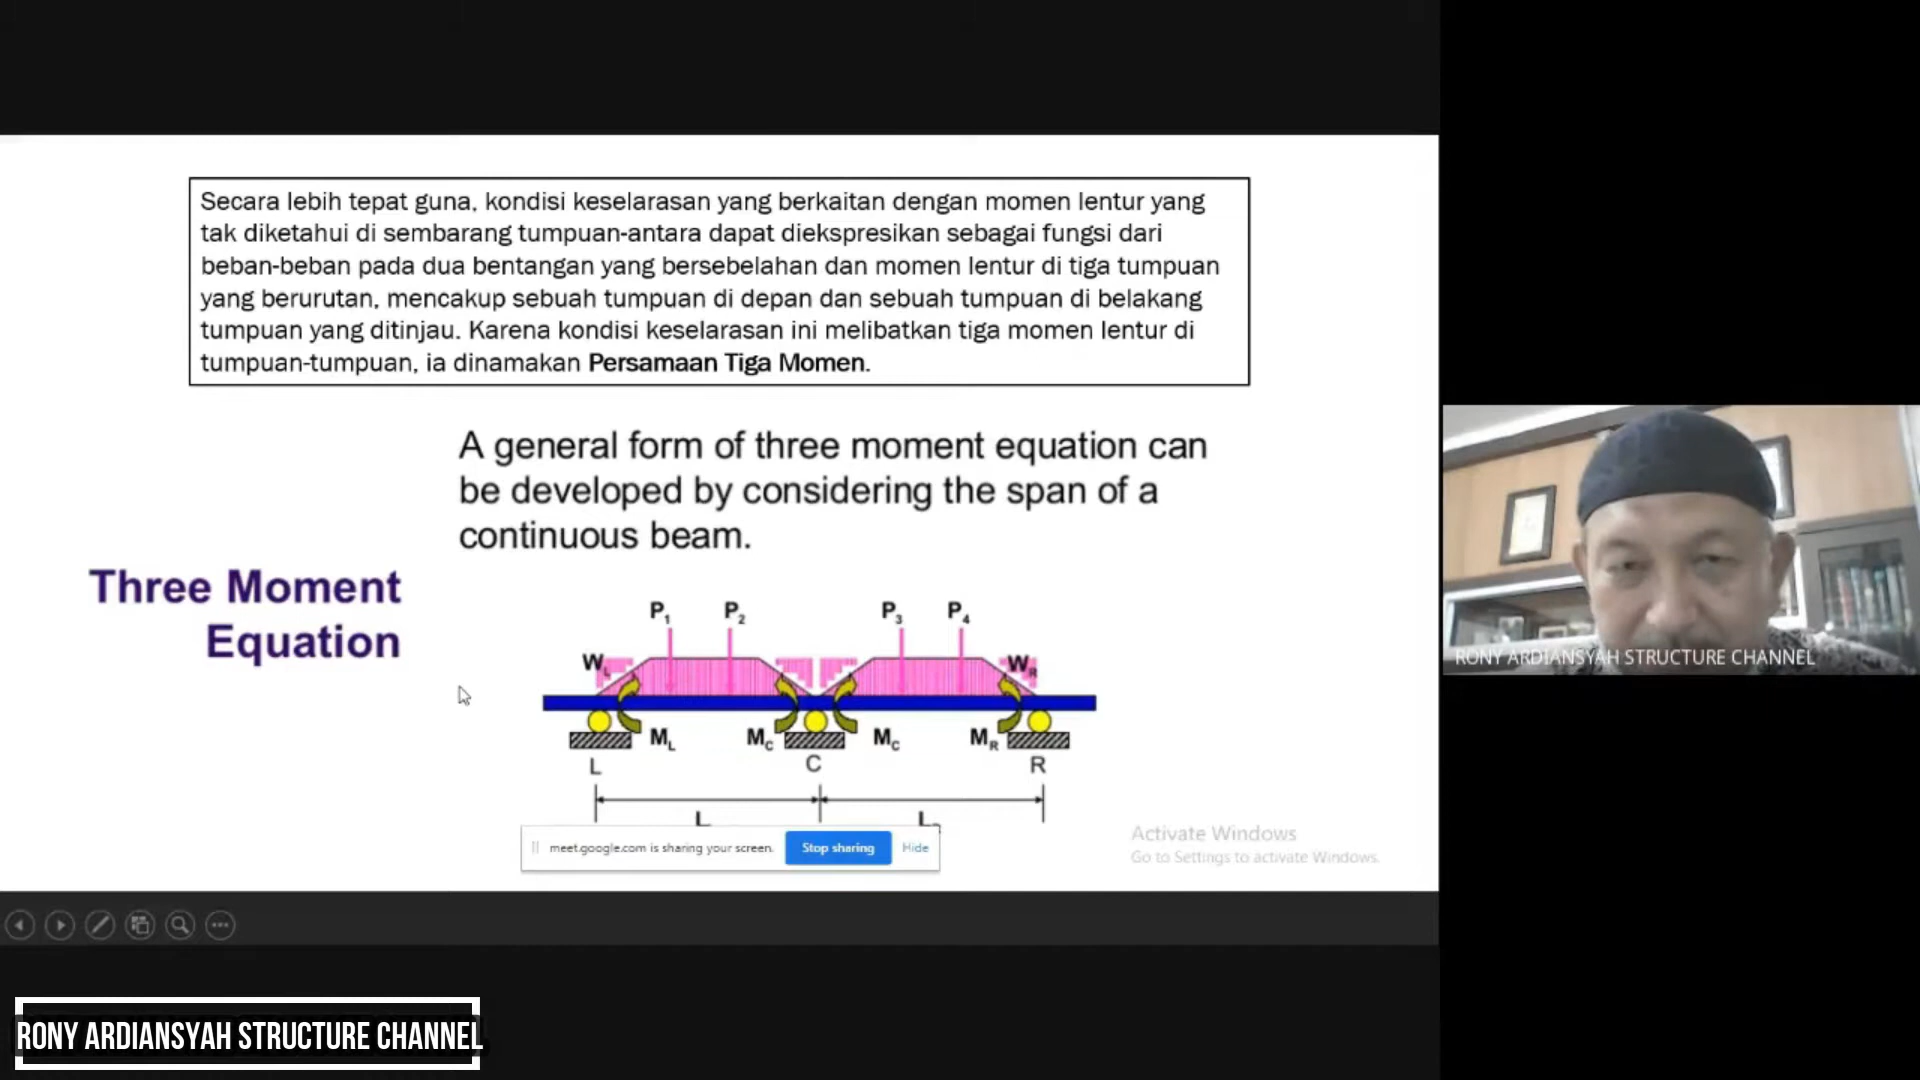 Secara lebih tepat guna, kondisi keselarasan yang berkaitan dengan momen lentur yang
tak diketahui di sembarang tumpuan-antara dapat diekspresikan sebagai fungsi dari
beban-beban pada dua bentangan yang bersebelahan dan momen lentur di tiga tumpuan
yang berurutan, mencakup sebuah tumpuan di depan dan sebuah tumpuan di belakang
tumpuan yang ditinjau. Karena kondisi keselarasan ini melibatkan tiga momen lentur di
tumpuan-tumpuan, ia dinamakan Persamaan Tiga Momen.
A general form of three moment equation can
be developed by considering the span of a
continuous beam.
Three Moment
Equation
P1 P2 P3 P4
WL WR
ML MC MC MR
L C R
meet.google.com is sharing your screen. Stop sharing Hide
Activate Windows
Go to Settings to activate Windows.
RONY ARDIANSYAH STRUCTURE CHANNEL
RONY ARDIANSYAH STRUCTURE CHANNEL